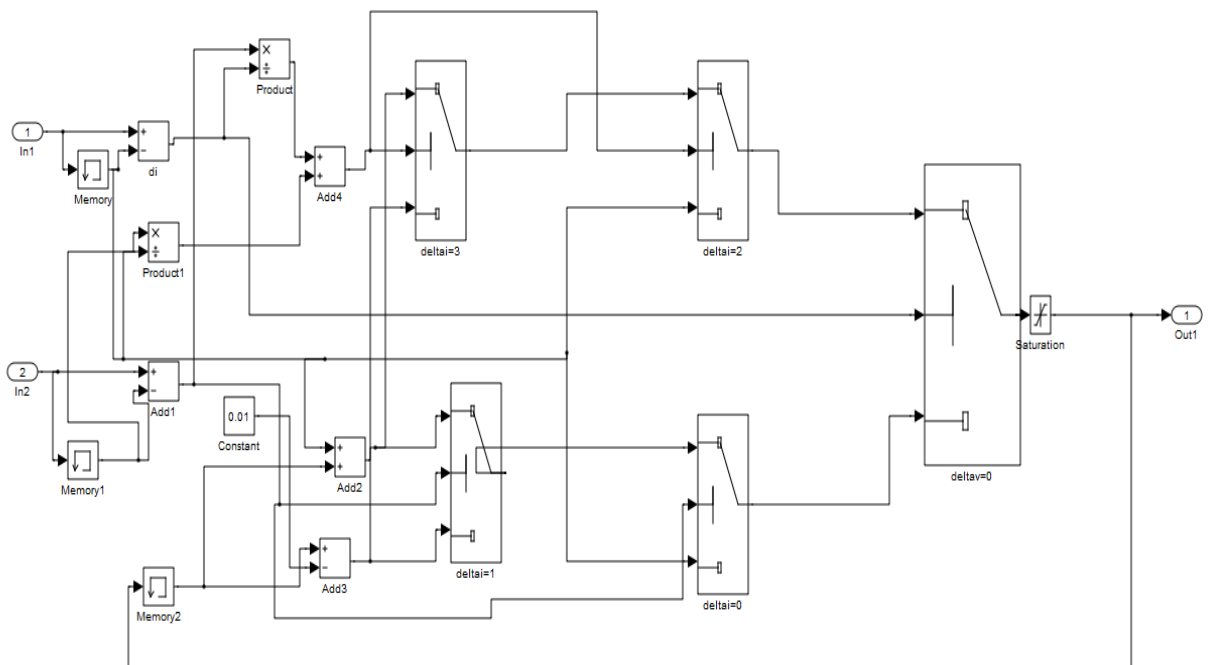 ×
÷
Product
1
In1
+
−
di
Memory
+
+
Add4
deltai=3
deltai=2
×
÷
Product1
1
Out1
Saturation
2
In2
+
−
Add1
0.01
Constant
Memory1
+
+
Add2
deltav=0
+
−
Add3
deltai=1
deltai=0
Memory2